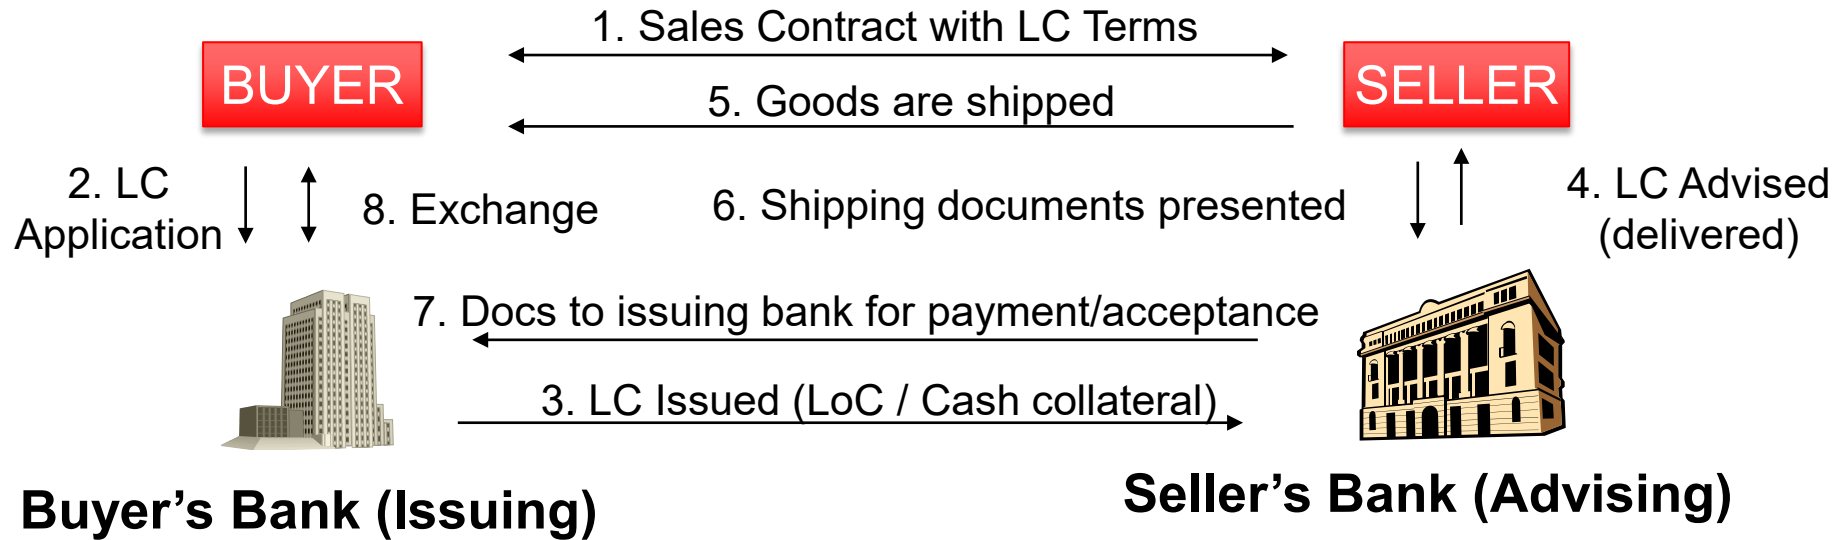 1. Sales Contract with LC Terms
BUYER
SELLER
5. Goods are shipped
2. LC
Application
8. Exchange
6. Shipping documents presented
4. LC Advised
(delivered)
7. Docs to issuing bank for payment/acceptance
3. LC Issued (LoC / Cash collateral)
Buyer’s Bank (Issuing)
Seller’s Bank (Advising)